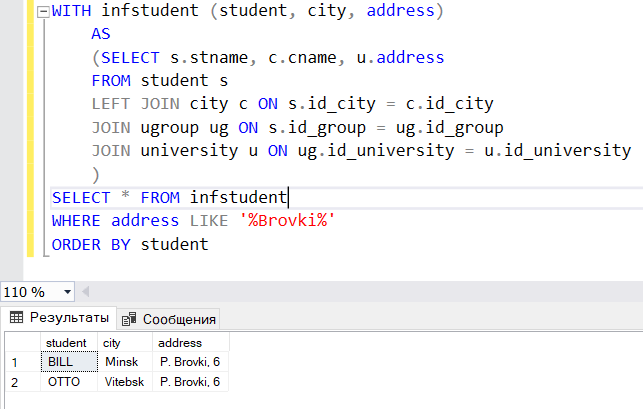 WITH infstudent (student, city, address)
AS
(SELECT s.stname, c.cname, u.address
FROM student s
LEFT JOIN city c ON s.id_city = c.id_city
JOIN ugroup ug ON s.id_group = ug.id_group
JOIN university u ON ug.id_university = u.id_university
)
SELECT * FROM infstudent
WHERE address LIKE '%Brovki%'
ORDER BY student
110 %
Результаты Сообщения
student city address
1 BILL Minsk P. Brovki, 6
2 OTTO Vitebsk P. Brovki, 6